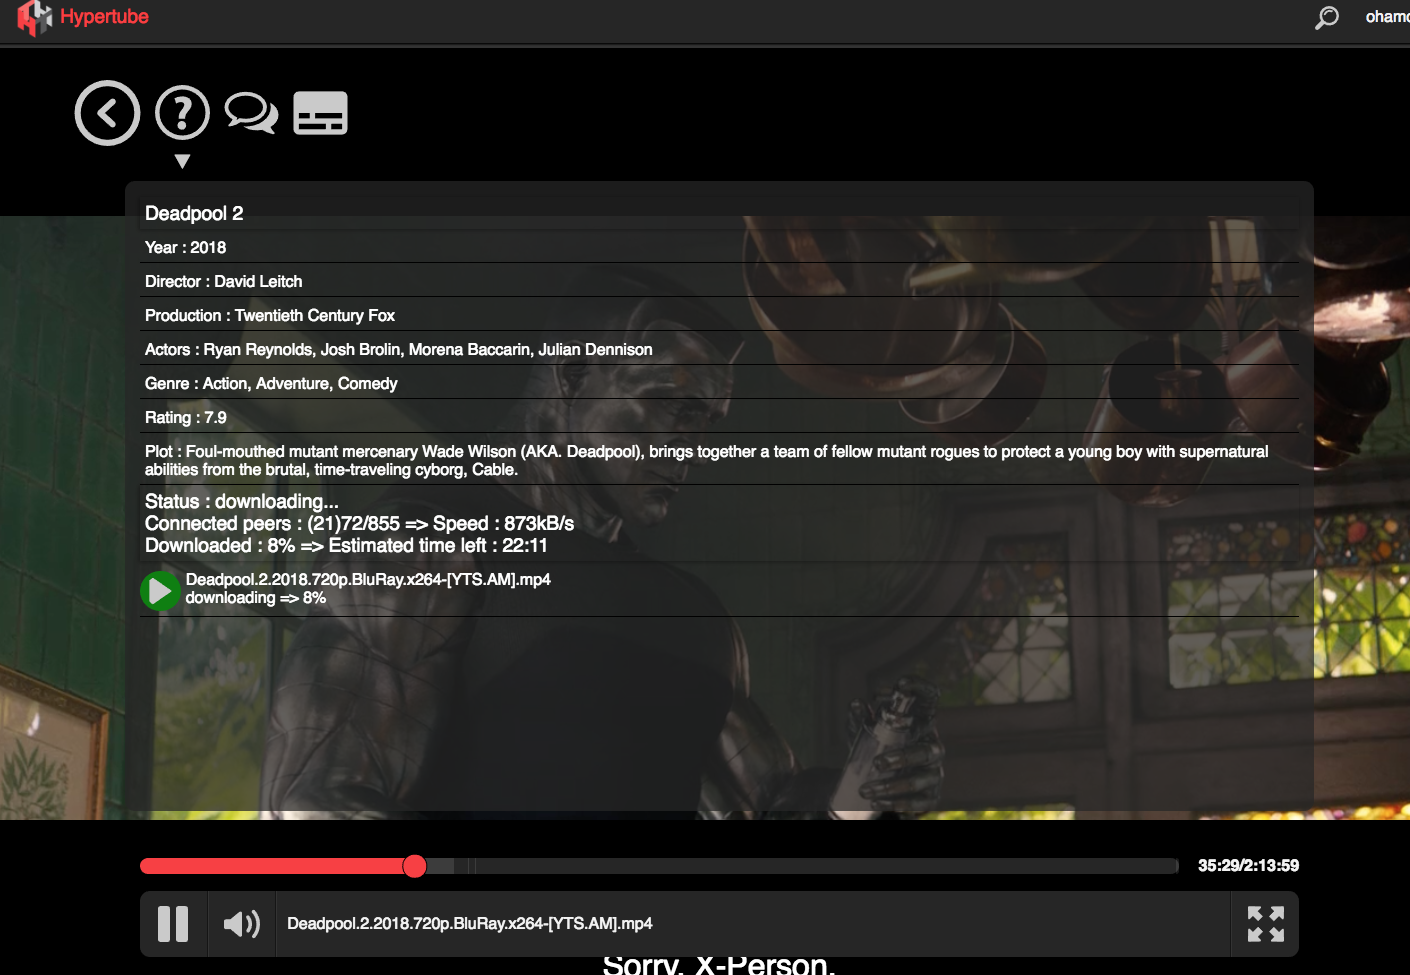 Hypertube
ohamo
Deadpool 2
Year : 2018
Director : David Leitch
Production : Twentieth Century Fox
Actors : Ryan Reynolds, Josh Brolin, Morena Baccarin, Julian Dennison
Genre : Action, Adventure, Comedy
Rating : 7.9
Plot : Foul-mouthed mutant mercenary Wade Wilson (AKA. Deadpool), brings together a team of fellow mutant rogues to protect a young boy with supernatural
abilities from the brutal, time-traveling cyborg, Cable.
Status : downloading...
Connected peers : (21)72/855 => Speed : 873kB/s
Downloaded : 8% => Estimated time left : 22:11
Deadpool.2.2018.720p.BluRay.x264-[YTS.AM].mp4
downloading => 8%
35:29/2:13:59
Deadpool.2.2018.720p.BluRay.x264-[YTS.AM].mp4
Sorry, X-Person.